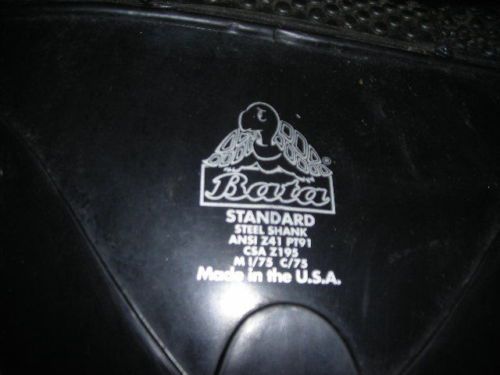 ®
Bata
STANDARD
STEEL SHANK
ANSI Z41 PT91
CSA Z195
M I/75 C/75
Made in the U.S.A.